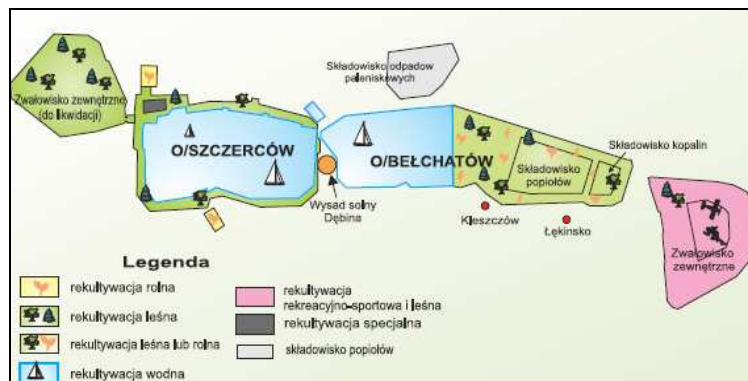 Składowisko odpadow
paleniskowych
Zwałowisko zewnętrzne
(do likwidacji)
O/SZCZERCÓW
O/BEŁCHATÓW
Składowisko kopalin
Składowisko
popiołów
Wysad solny
Dębina
Kleszczów
Łękinsko
Zwałowisko
zewnętrzne
Legenda
rekultywacja rolna
rekultywacja leśna
rekultywacja leśna lub rolna
rekultywacja wodna
rekultywacja
rekreacyjno-sportowa i leśna
rekultywacja specjalna
składowisko popiołów